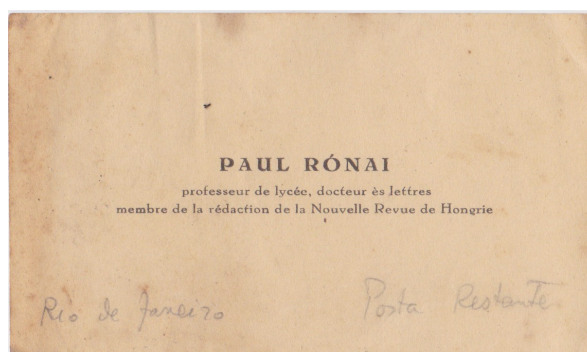 PAUL RÓNAI
professeur de lycée, docteur ès lettres
membre de la rédaction de la Nouvelle Revue de Hongrie
Rio de Janeiro Posta Restante